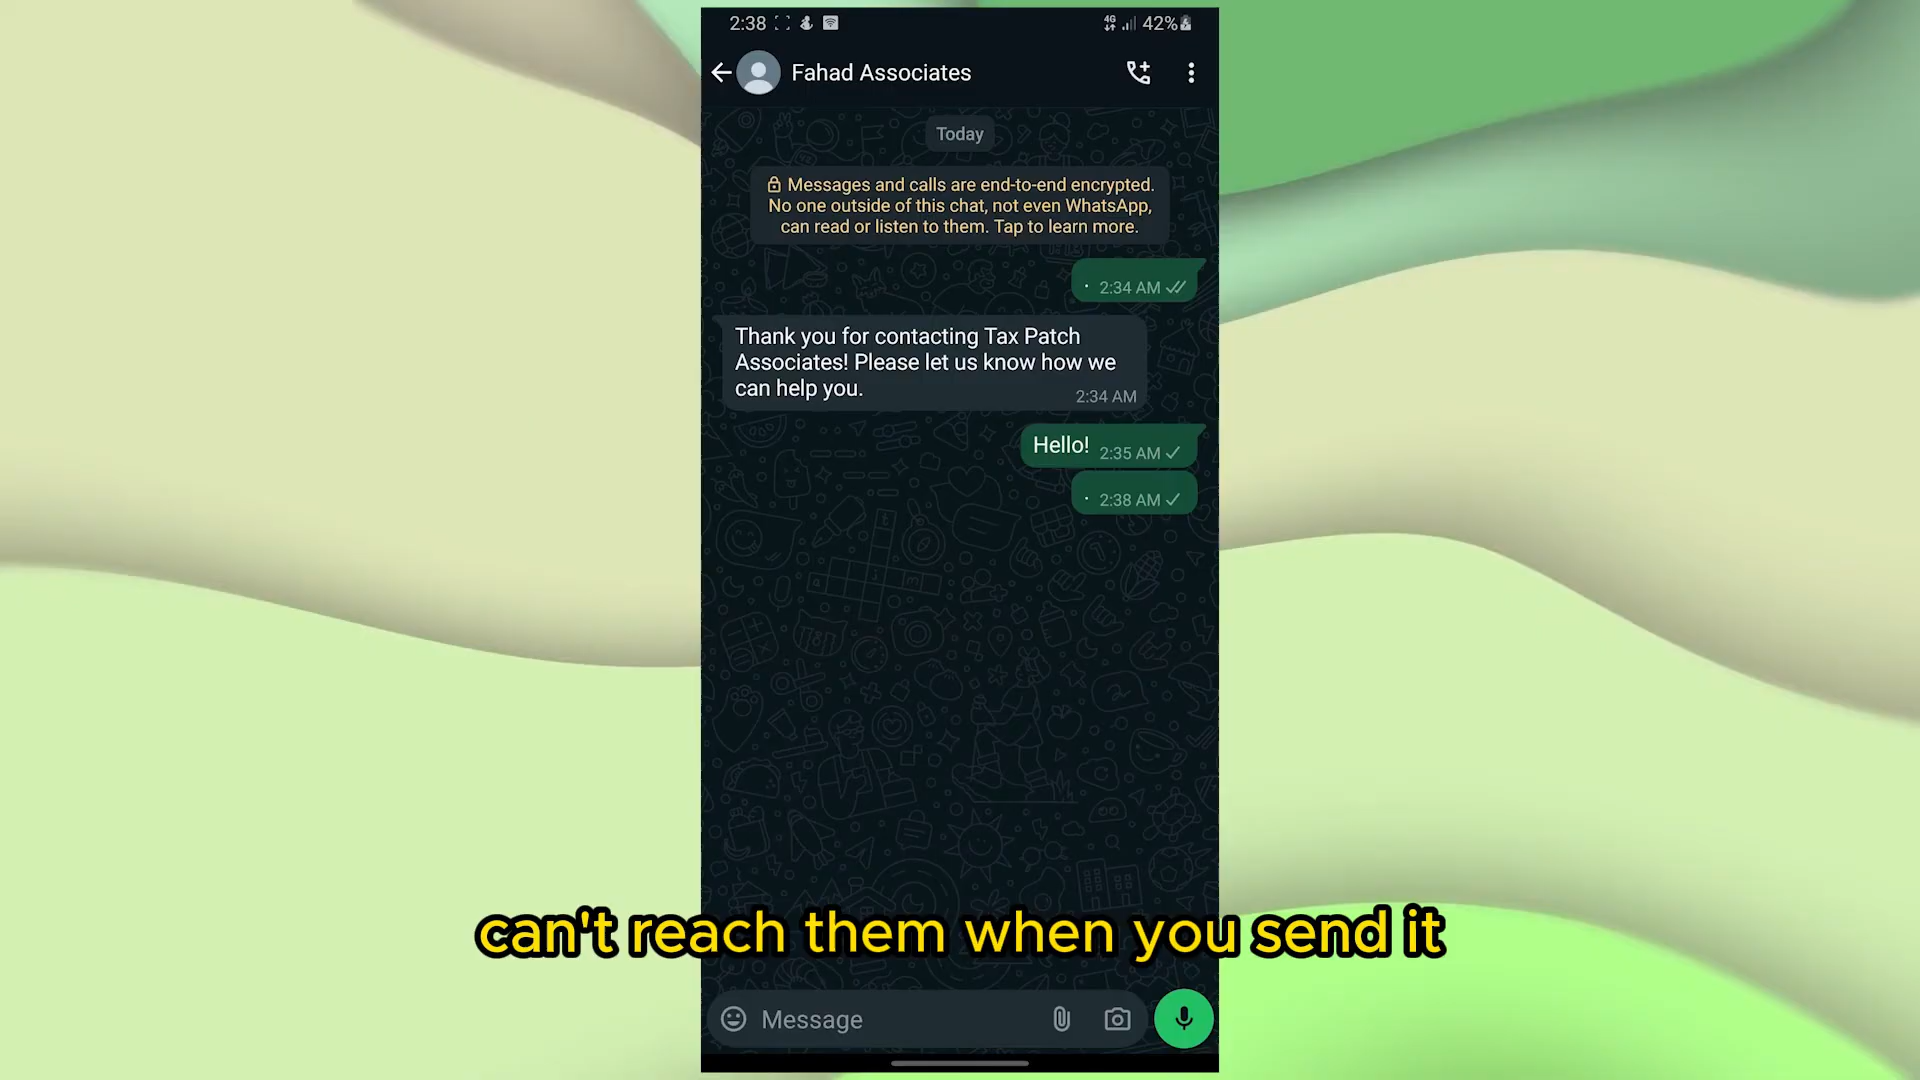 2:38 4G 42%
Fahad Associates
Today
Messages and calls are end-to-end encrypted.
No one outside of this chat, not even WhatsApp,
can read or listen to them. Tap to learn more.
. 2:34 AM
Thank you for contacting Tax Patch
Associates! Please let us know how we
can help you.
2:34 AM
Hello! 2:35 AM
. 2:38 AM
can't reach them when you send it
Message